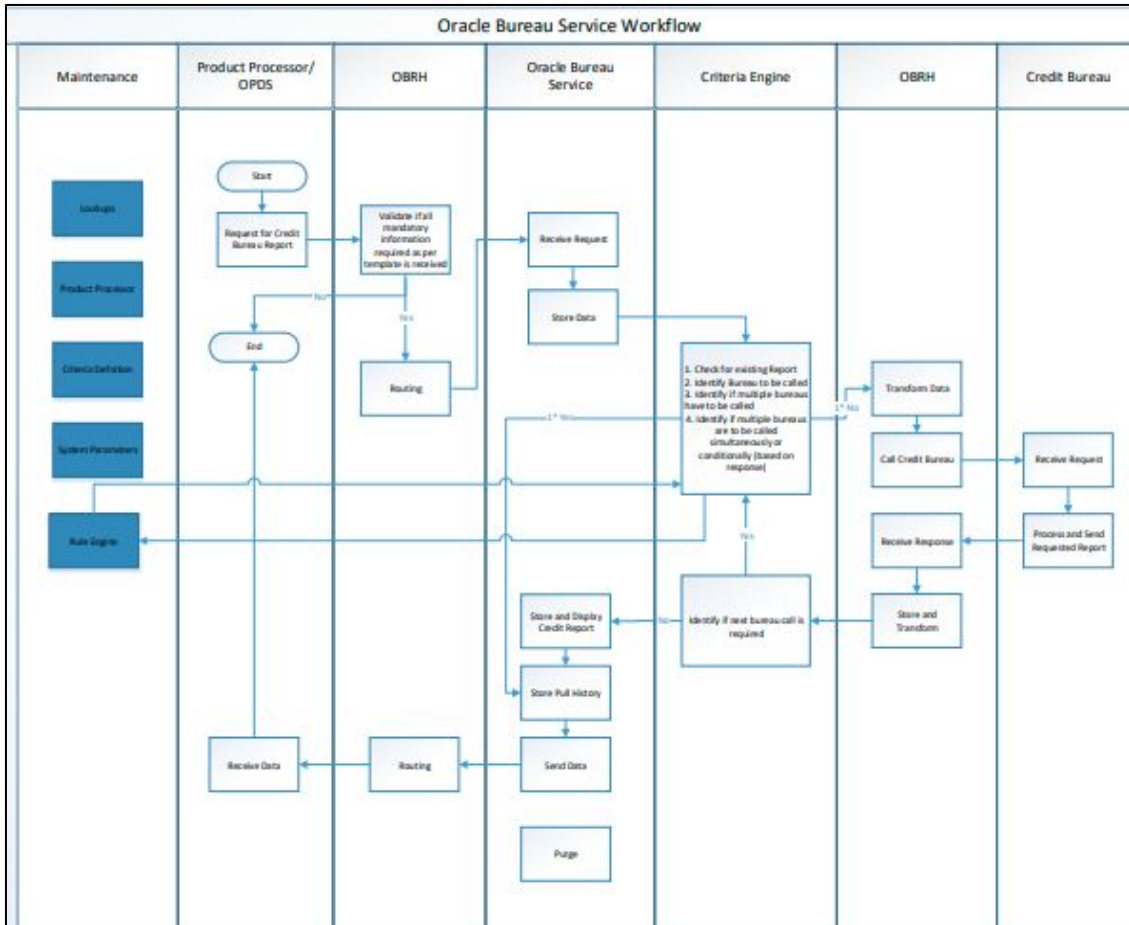 Oracle Bureau Service Workflow
Maintenance
Product Processor/
OPDS
OBRH
Oracle Bureau
Service
Criteria Engine
OBRH
Credit Bureau
Lookups
Product Processor
Criteria Definition
System Parameters
Rule Engine
Start
Request for Credit
Bureau Report
End
Receive Data
Validate if all
mandatory
information
required as per
template is received
No
Yes
Routing
Routing
Receive Request
Store Data
1* Yes
Store and Display
Credit Report
Store Pull History
Send Data
Purge
1. Check for existing Report
2. Identify Bureau to be called
3. Identify if multiple bureaus
have to be called
4. Identify if multiple bureaus
are to be called
simultaneously or
conditionally (based on
response)
Yes
Identify if next bureau call is
required
No
1* No
Transform Data
Call Credit Bureau
Receive Response
Store and
Transform
Receive Request
Process and Send
Requested Report